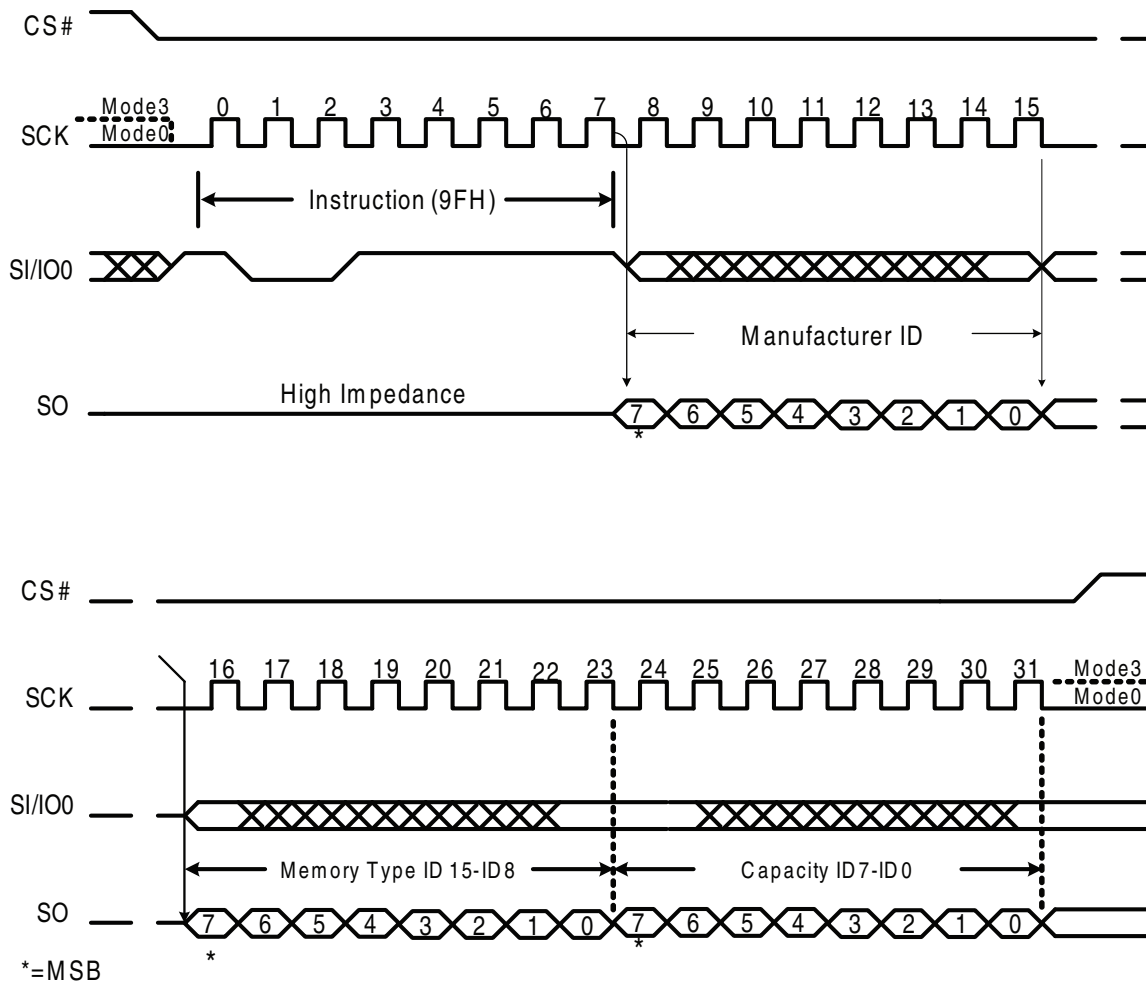 CS#
Mode3
0 1 2 3 4 5 6 7 8 9 10 11 12 13 14 15
SCK Mode0
Instruction (9FH)
SI/IO0
Manufacturer ID
High Impedance
SO 7 6 5 4 3 2 1 0
*
CS#
16 17 18 19 20 21 22 23 24 25 26 27 28 29 30 31 Mode3
SCK Mode0
SI/IO0
Memory Type ID 15-ID8 Capacity ID7-ID0
SO 7 6 5 4 3 2 1 0 7 6 5 4 3 2 1 0
* *
*=MSB